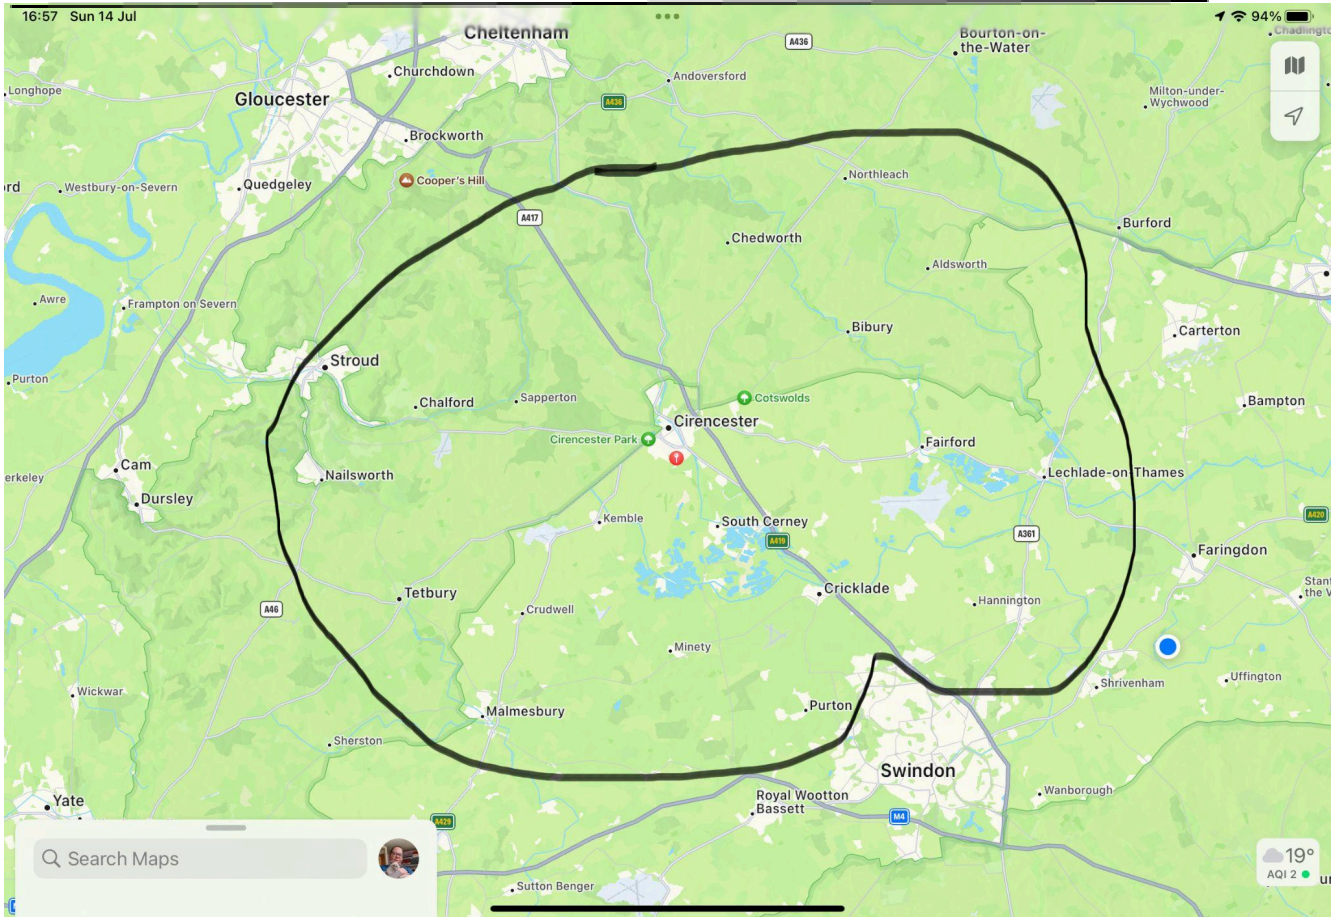 16:57 Sun 14 Jul
94%
Cheltenham
A436
Bourton-on-
the-Water
Churchdown
Andoversford
Longhope
Gloucester
A436
Milton-under-
Wychwood
Brockworth
Cooper's Hill
Northleach
Westbury-on-Severn
Quedgeley
A417
Burford
Chedworth
Aldsworth
Awre
Frampton on Severn
Bibury
Carterton
Stroud
Purton
Chalford
Sapperton
Cotswolds
Bampton
Cirencester
Cirencester Park
Fairford
Cam
Nailsworth
Lechlade-on-Thames
Dursley
Kemble
South Cerney
A420
A419
A361
Faringdon
Cricklade
Tetbury
Hannington
A46
Crudwell
Minety
Shrivenham
Uffington
Wickwar
Malmesbury
Purton
Sherston
Swindon
Yate
Royal Wootton
Bassett
Wanborough
M4
A429
Search Maps
19°
AQI 2
Sutton Benger